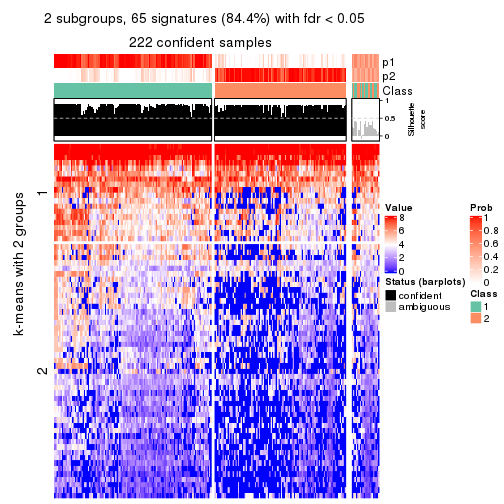 2 subgroups, 65 signatures (84.4%) with fdr < 0.05
222 confident samples
p1
p2
Class
1
0.5
0
Silhouette
score
k-means with 2 groups
1
2
Value
8
6
4
2
0
Prob
1
0.8
0.6
0.4
0.2
0
Status (barplots)
confident
ambiguous
Class
1
2